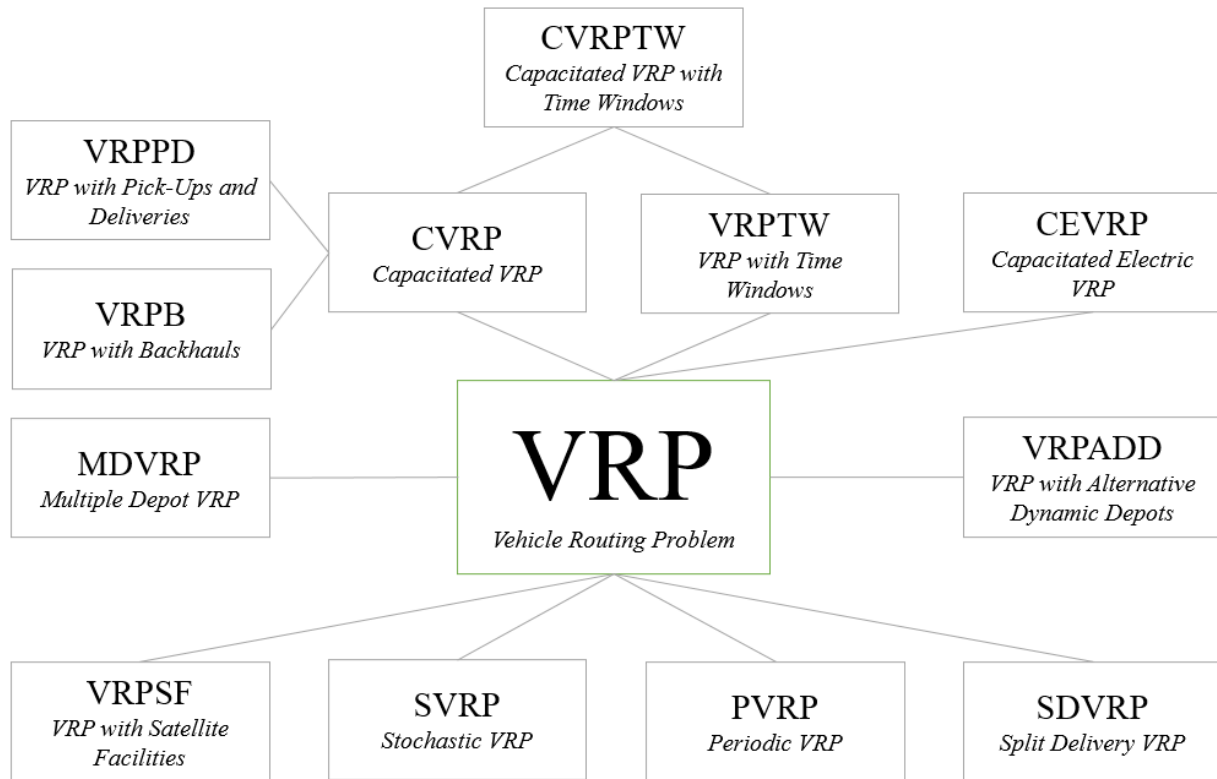 CVRPTW
Capacitated VRP with
Time Windows
VRPPD
VRP with Pick-Ups and
Deliveries
CVRP
Capacitated VRP
VRPTW
VRP with Time
Windows
CEVRP
Capacitated Electric
VRP
VRPB
VRP with Backhauls
MDVRP
Multiple Depot VRP
VRP
Vehicle Routing Problem
VRPADD
VRP with Alternative
Dynamic Depots
VRPSF
VRP with Satellite
Facilities
SVRP
Stochastic VRP
PVRP
Periodic VRP
SDVRP
Split Delivery VRP